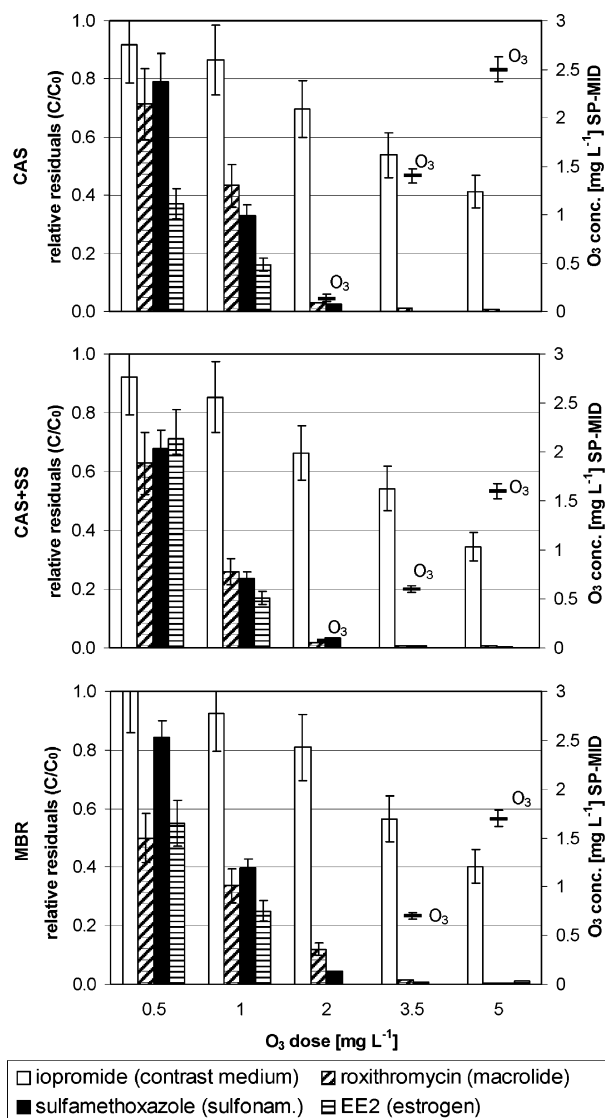 CAS
relative residuals (C/C0)
1.0
0.8
0.6
0.4
0.2
0.0
O3
O3
O3
3
2.5
2
1.5
1
0.5
0
O3 conc. [mg L-1] SP-MID
CAS+SS
relative residuals (C/C0)
1.0
0.8
0.6
0.4
0.2
0.0
O3
O3
O3
3
2.5
2
1.5
1
0.5
0
O3 conc. [mg L-1] SP-MID
MBR
relative residuals (C/C0)
1.0
0.8
0.6
0.4
0.2
0.0
O3
O3
3
2.5
2
1.5
1
0.5
0
O3 conc. [mg L-1] SP-MID
0.5 1 2 3.5 5
O3 dose [mg L-1]
iopromide (contrast medium) roxithromycin (macrolide)
sulfamethoxazole (sulfonam.) EE2 (estrogen)